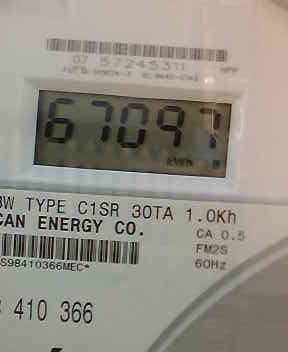 07 57245311
67097
3W TYPE C1SR 30TA 1.0Kh
CAN ENERGY CO.
CA 0.5
FM2S
60Hz
S98410366MEC*
410 366